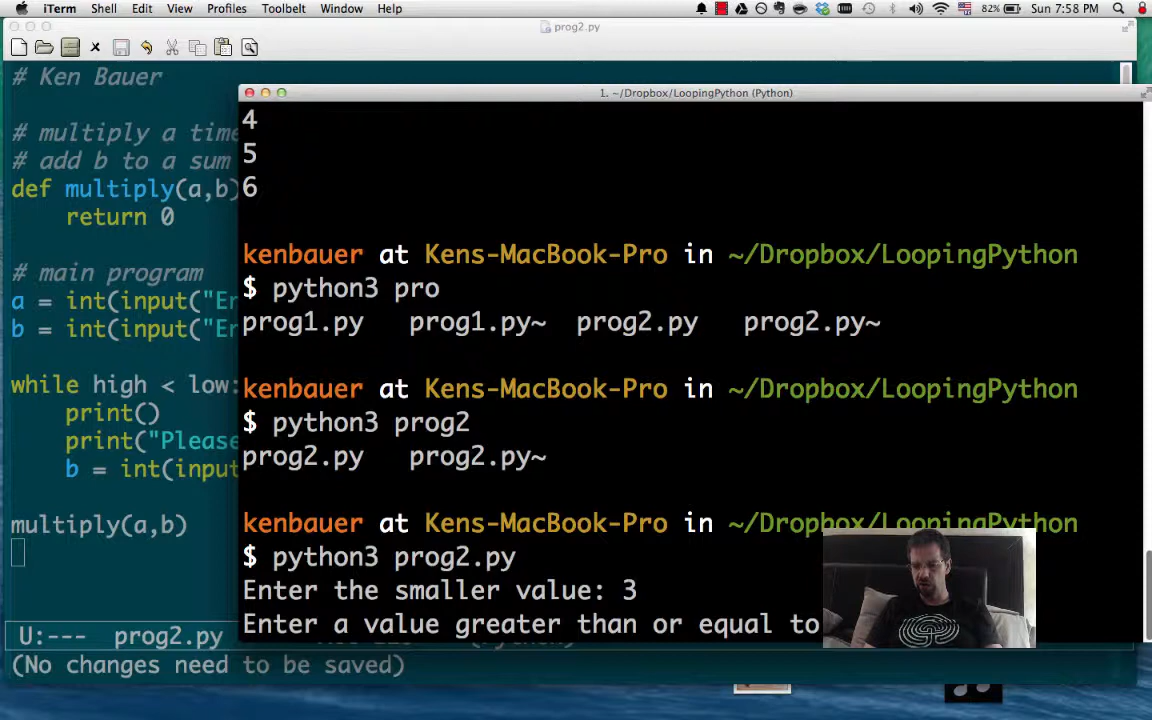 iTerm Shell Edit View Profiles Toolbelt Window Help 82% Sun 7:58 PM
prog2.py
# Ken Bauer
1. ~/Dropbox/LoopingPython (Python)
# multiply a time
# add b to a sum
def multiply(a,b)
return 0
# main program
a = int(input("Er
b = int(input("Er
while high < low:
print()
print("Please
b = int(input
multiply(a,b)
U:--- prog2.py
(No changes need to be saved)
4
5
6
kenbauer at Kens-MacBook-Pro in ~/Dropbox/LoopingPython
$ python3 pro
prog1.py prog1.py~ prog2.py prog2.py~
kenbauer at Kens-MacBook-Pro in ~/Dropbox/LoopingPython
$ python3 prog2
prog2.py prog2.py~
kenbauer at Kens-MacBook-Pro in ~/Dropbox/LoopingPython
$ python3 prog2.py
Enter the smaller value: 3
Enter a value greater than or equal to